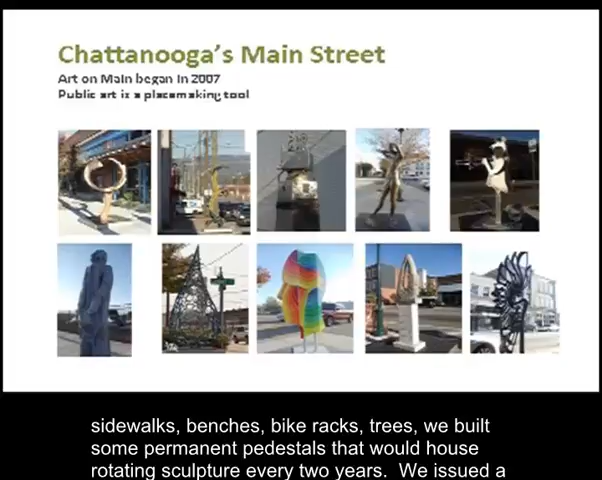 Chattanooga's Main Street
Art on Main began in 2007
Public art is a placemaking tool
sidewalks, benches, bike racks, trees, we built
some permanent pedestals that would house
rotating sculpture every two years.  We issued a